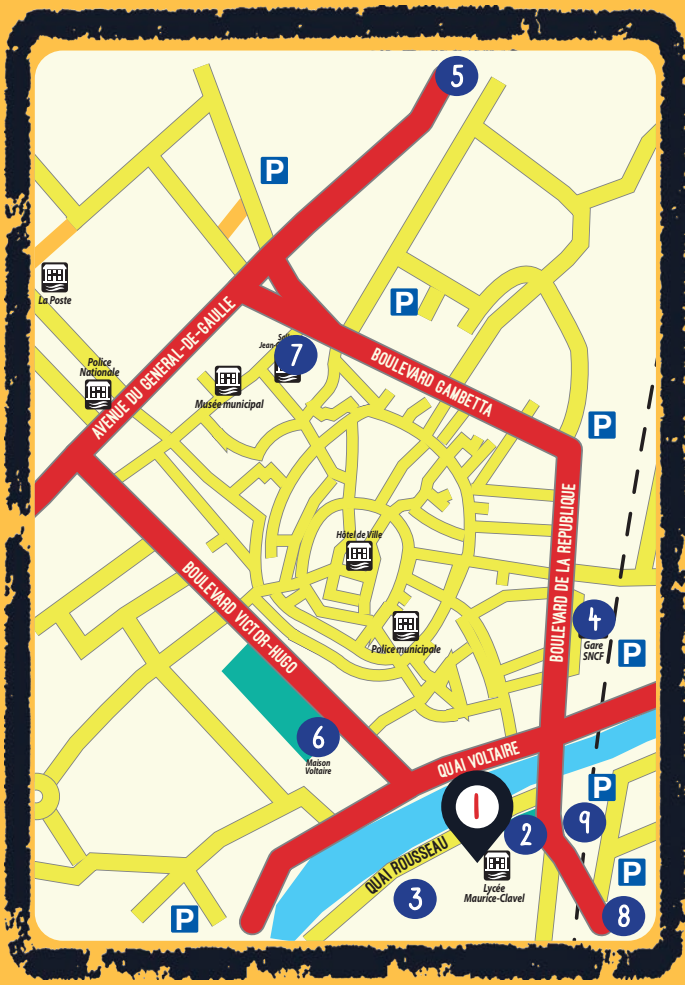 5
P
La Poste
P
AVENUE DU GENERAL-DE-GAULLE
Police
Nationale
7
Musée municipal
BOULEVARD GAMBETTA
P
BOULEVARD DE LA REPUBLIQUE
Hôtel de Ville
BOULEVARD VICTOR-HUGO
4
Gare
SNCF
P
Police municipale
6
Maison
Voltaire
QUAI VOLTAIRE
P
1
2
9
QUAI ROUSSEAU
3
Lycée
Maurice-Clavel
P
8
P